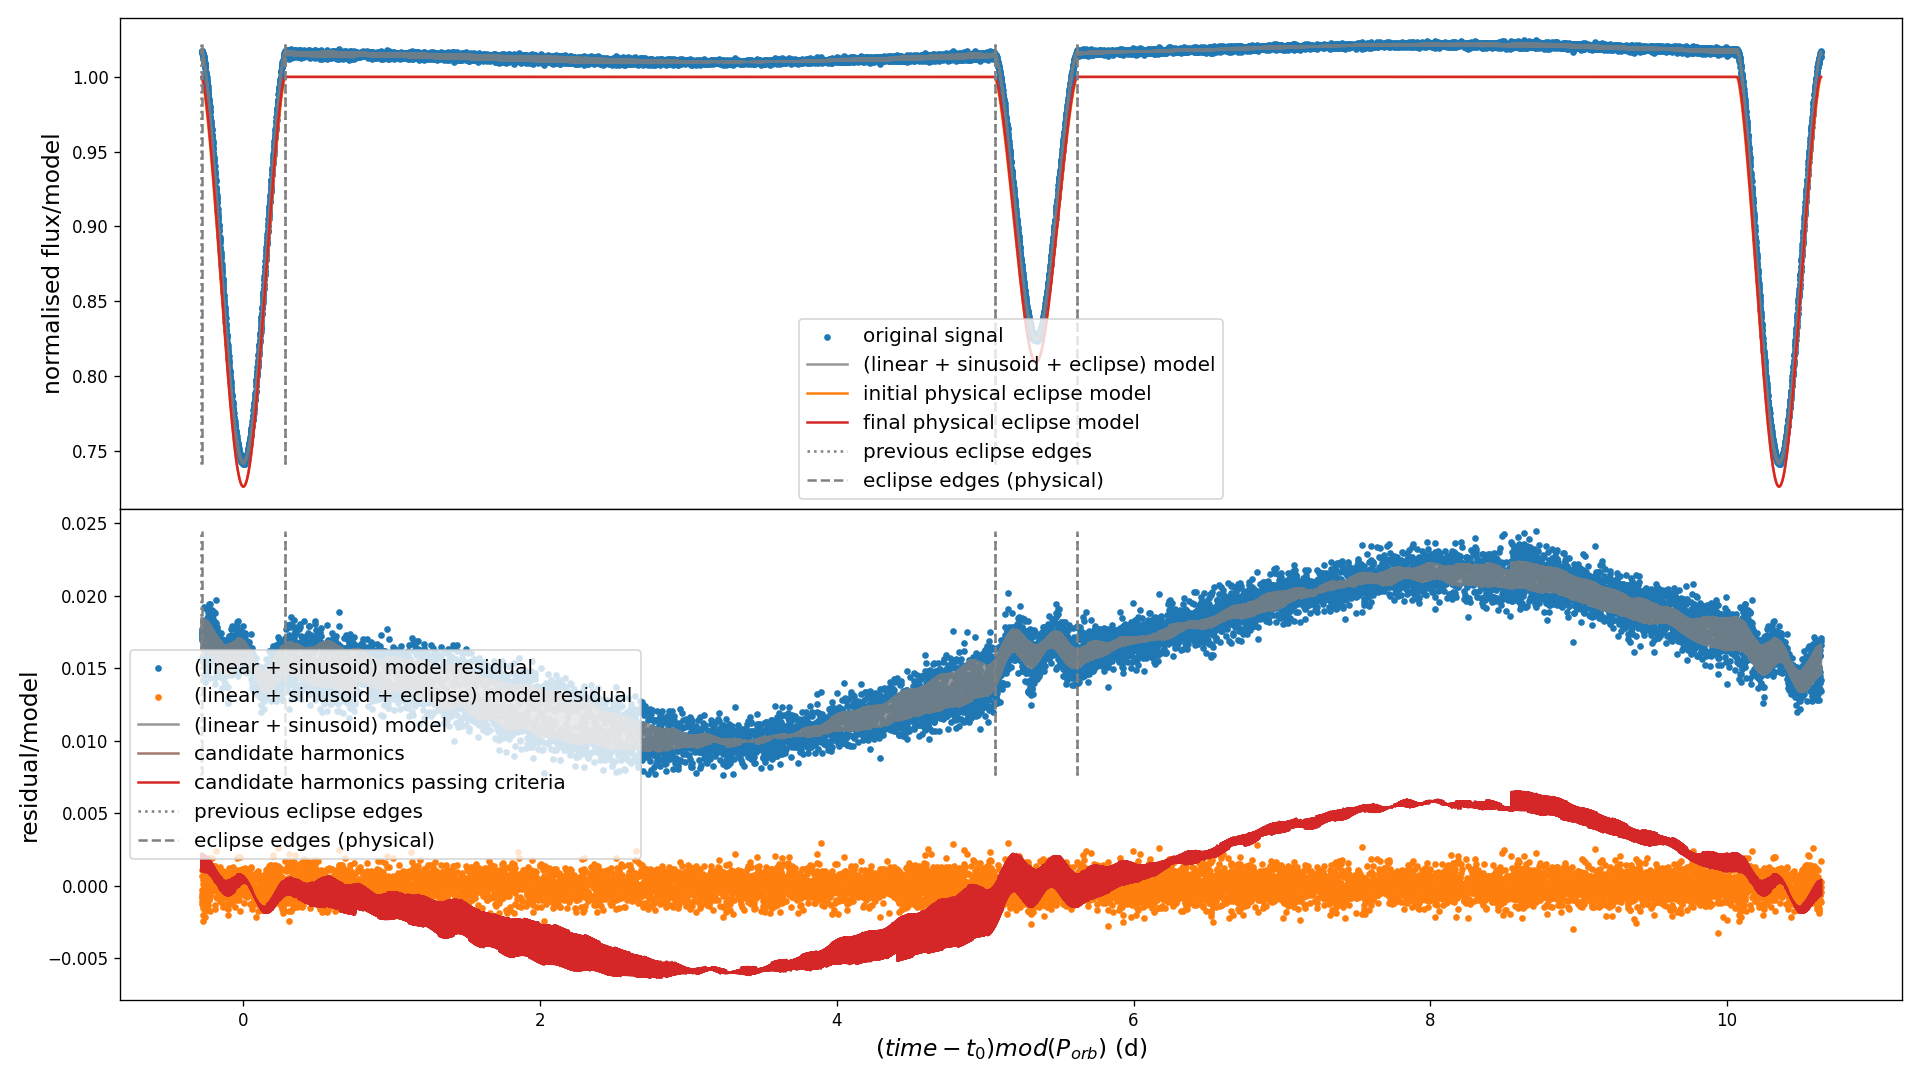 normalised flux/model
1.00
0.95
0.90
0.85
0.80
0.75
original signal
(linear + sinusoid + eclipse) model
initial physical eclipse model
final physical eclipse model
previous eclipse edges
eclipse edges (physical)
residual/model
0.025
0.020
0.015
0.010
0.005
0.000
−0.005
(linear + sinusoid) model residual
(linear + sinusoid + eclipse) model residual
(linear + sinusoid) model
candidate harmonics
candidate harmonics passing criteria
previous eclipse edges
eclipse edges (physical)
0 2 4 6 8 10
(time − t₀)mod(P_orb) (d)